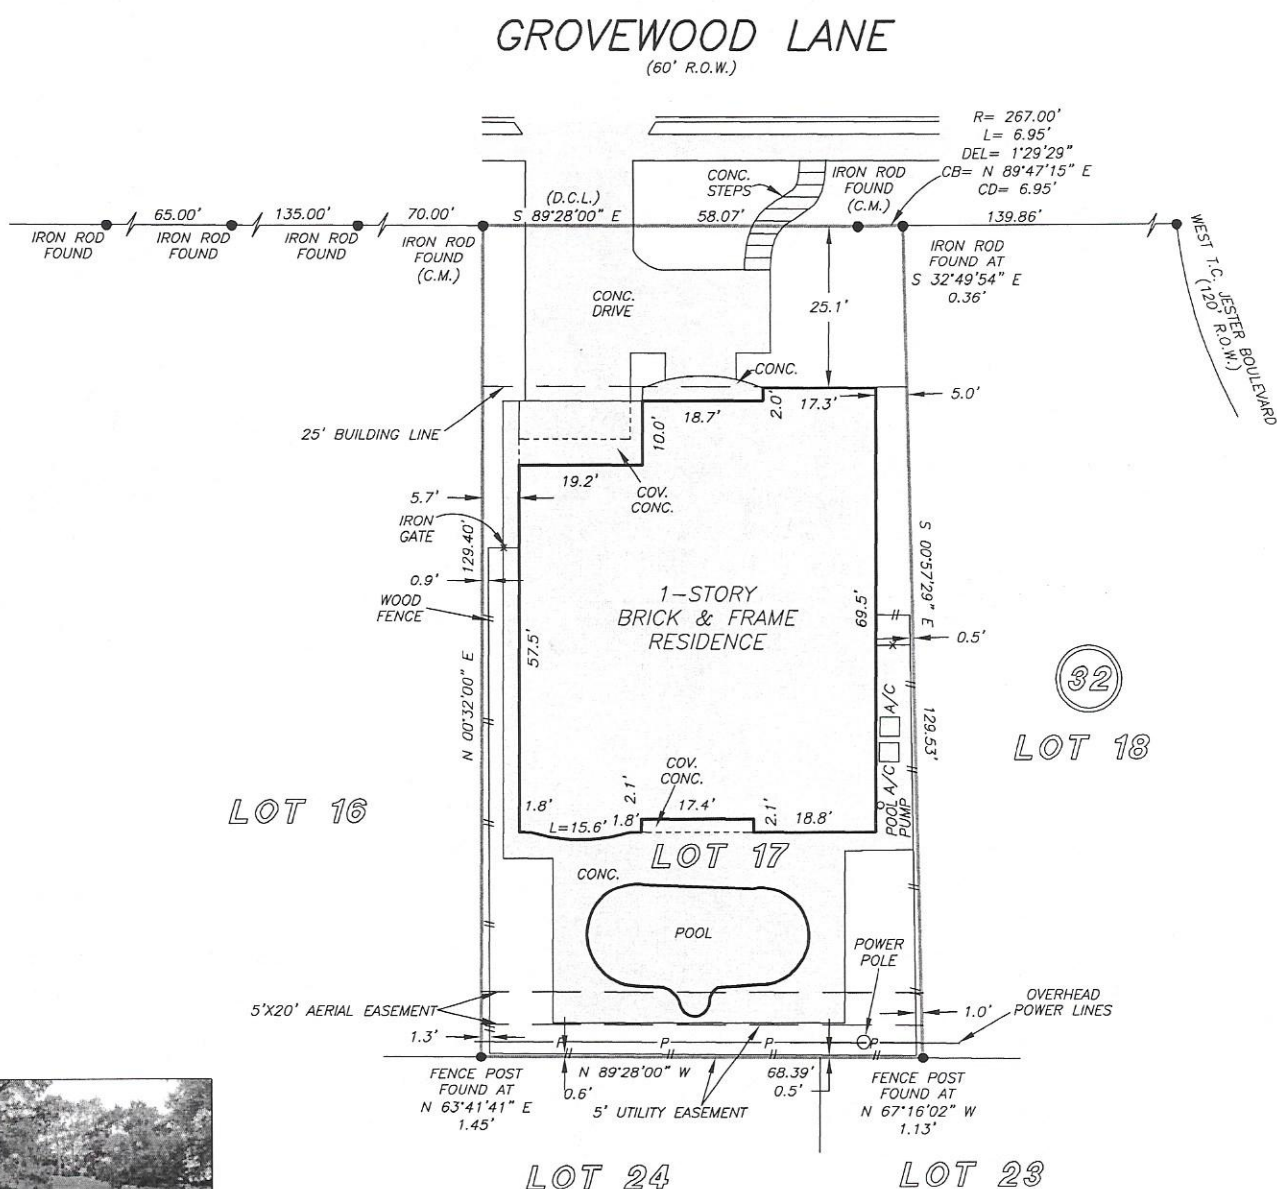 GROVEWOOD LANE
(60' R.O.W.)
R= 267.00'
L= 6.95'
DEL= 1°29'29"
CB= N 89°47'15" E
CD= 6.95'
CONC.
STEPS
IRON ROD
FOUND
(C.M.)
(D.C.L.)
S 89°28'00" E
58.07'
65.00'
135.00'
70.00'
139.86'
IRON ROD
FOUND
IRON ROD
FOUND
IRON ROD
FOUND
IRON ROD
FOUND
(C.M.)
IRON ROD
FOUND AT
S 32°49'54" E
0.36'
WEST T.C. JESTER BOULEVARD
(120' R.O.W.)
CONC.
DRIVE
25.1'
CONC.
25' BUILDING LINE
18.7'
2.0'
17.3'
5.0'
10.0'
19.2'
COV.
CONC.
5.7'
IRON
GATE
129.40'
0.9'
WOOD
FENCE
N 00°32'00" E
57.5'
1-STORY
BRICK & FRAME
RESIDENCE
69.5'
S 00°57'29" E
0.5'
129.53'
32
LOT 18
A/C
A/C
POOL
PUMP
LOT 16
COV.
CONC.
1.8'
L=15.6'
1.8'
2.1'
17.4'
2.1'
18.8'
LOT 17
CONC.
POOL
POWER
POLE
5'X20' AERIAL EASEMENT
1.3'
1.0'
OVERHEAD
POWER LINES
P P P P
N 89°28'00" W
68.39'
0.6'
0.5'
5' UTILITY EASEMENT
FENCE POST
FOUND AT
N 63°41'41" E
1.45'
FENCE POST
FOUND AT
N 67°16'02" W
1.13'
LOT 24
LOT 23